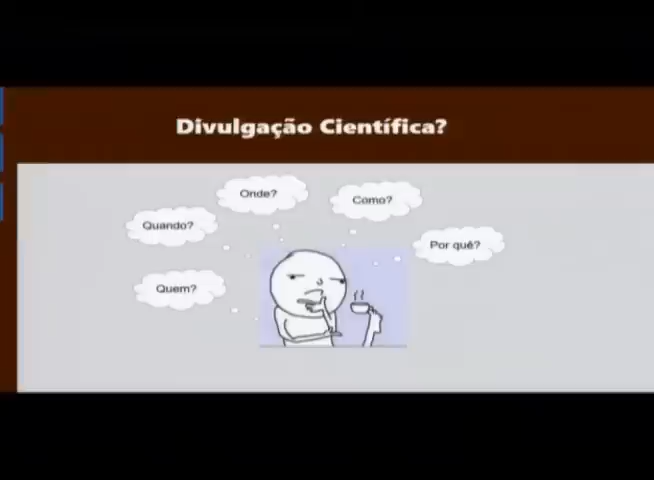 Divulgação Científica?
Onde?
Como?
Quando?
Por quê?
Quem?